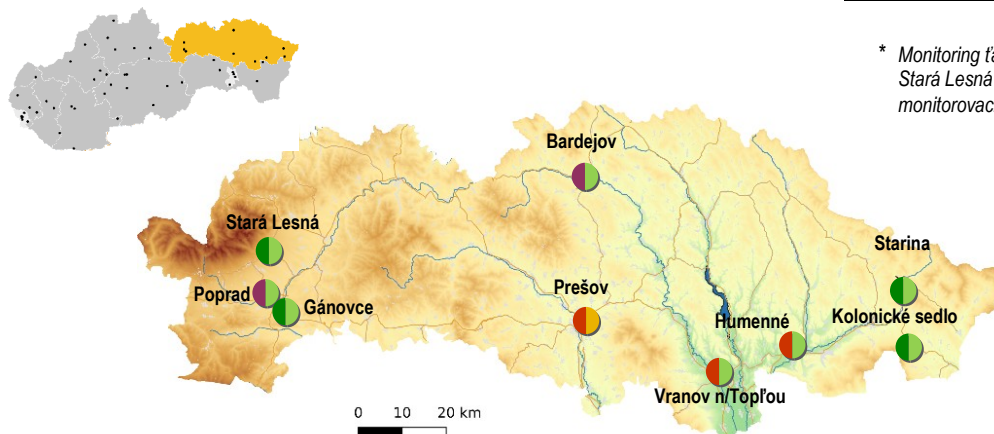 * Monitoring ťa
Stará Lesná
monitorovac
Bardejov
Stará Lesná
Starina
Poprad
Gánovce
Prešov
Kolonické sedlo
Humenné
Vranov n/Topľou
0 10 20 km